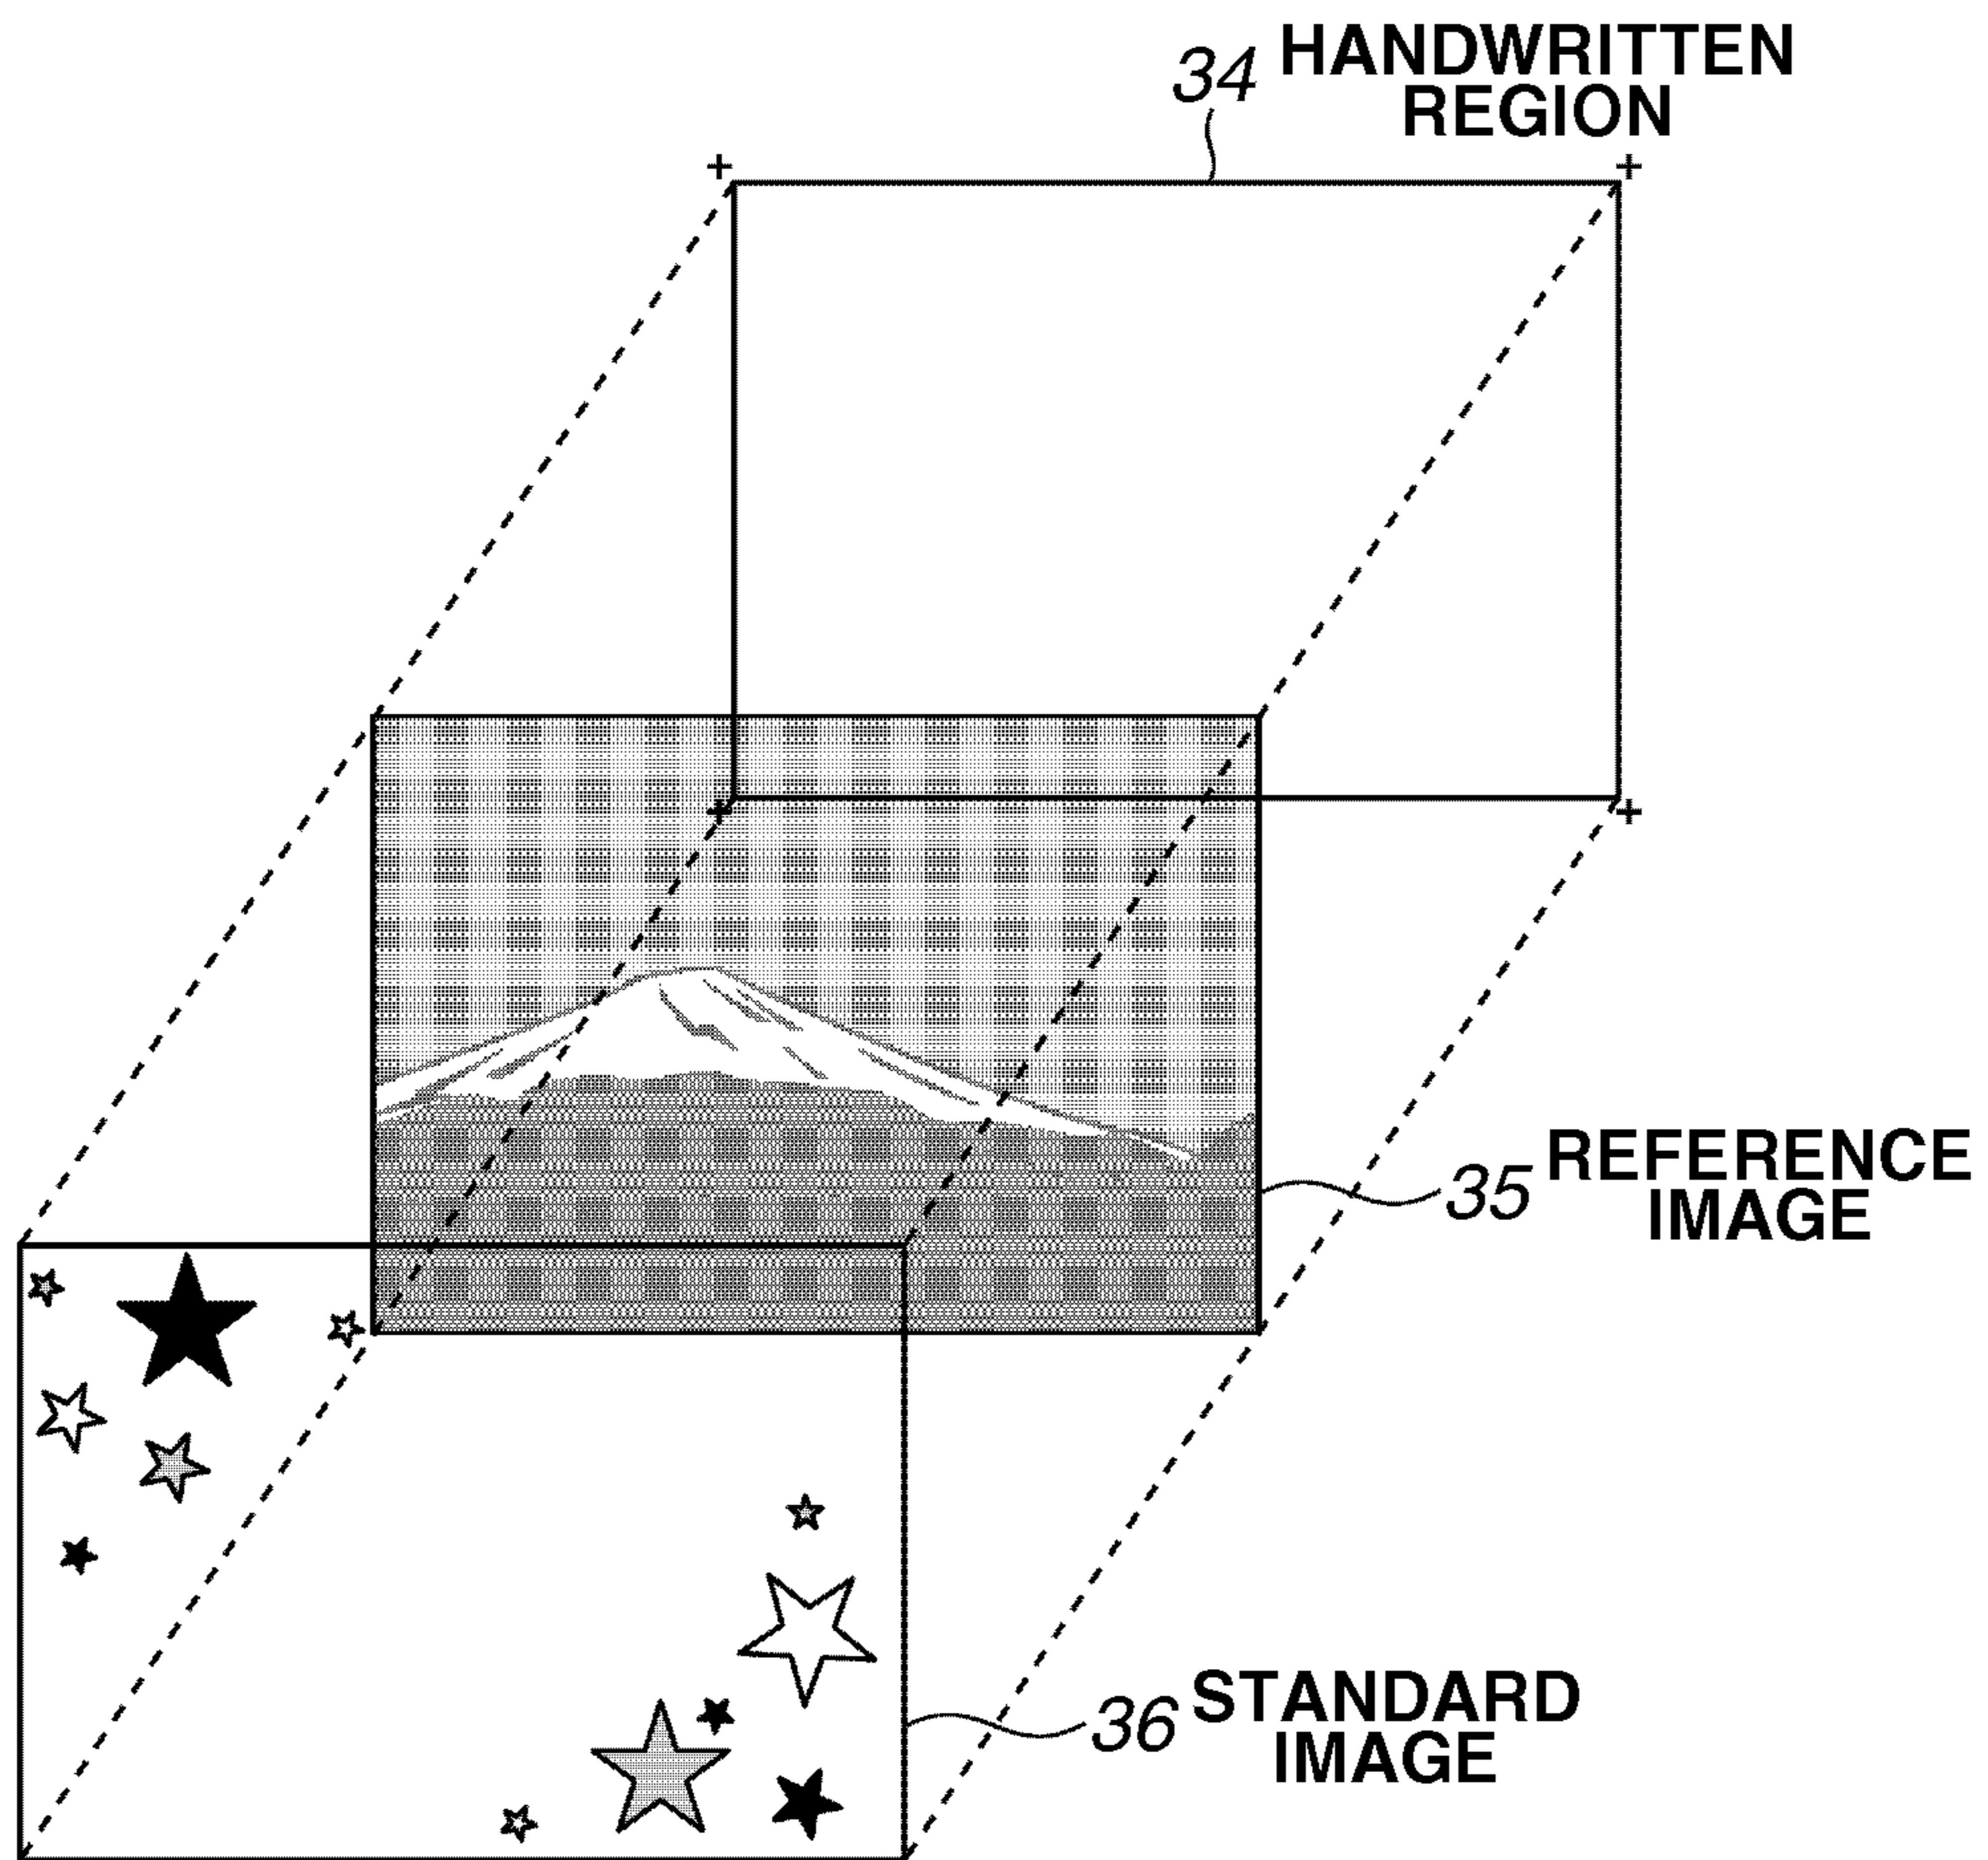 34 HANDWRITTEN
REGION
35 REFERENCE
IMAGE
36 STANDARD
IMAGE